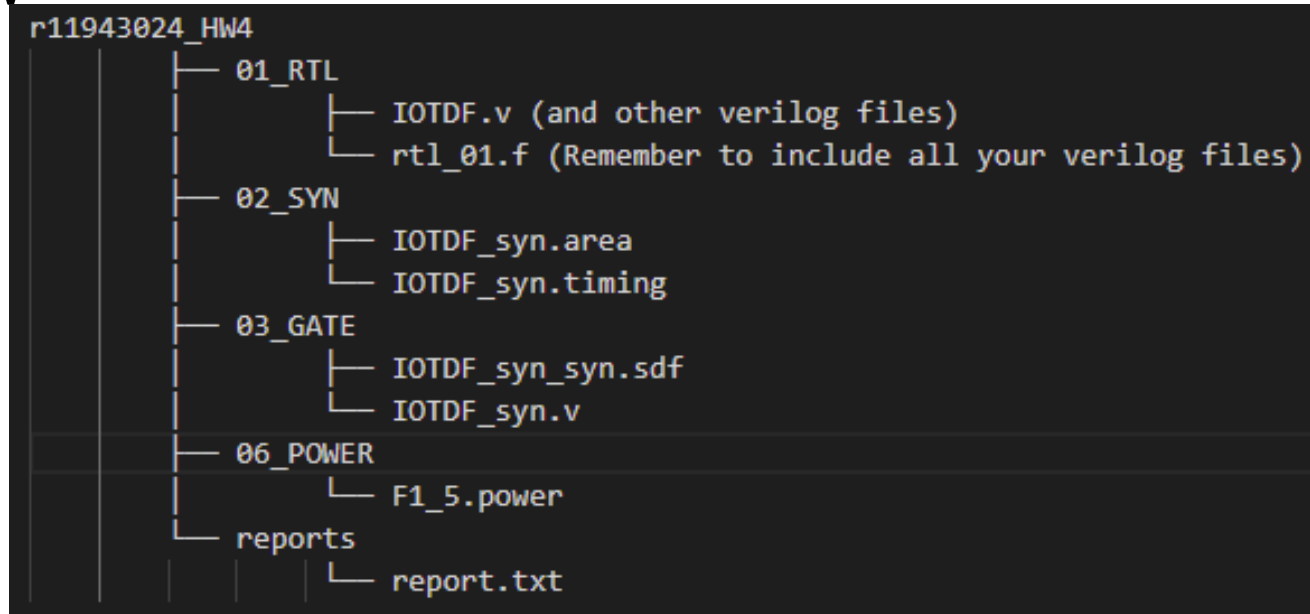 r11943024_HW4
├── 01_RTL
├── IOTDF.v (and other verilog files)
└── rtl_01.f (Remember to include all your verilog files)
├── 02_SYN
├── IOTDF_syn.area
└── IOTDF_syn.timing
├── 03_GATE
├── IOTDF_syn_syn.sdf
└── IOTDF_syn.v
├── 06_POWER
└── F1_5.power
└── reports
└── report.txt